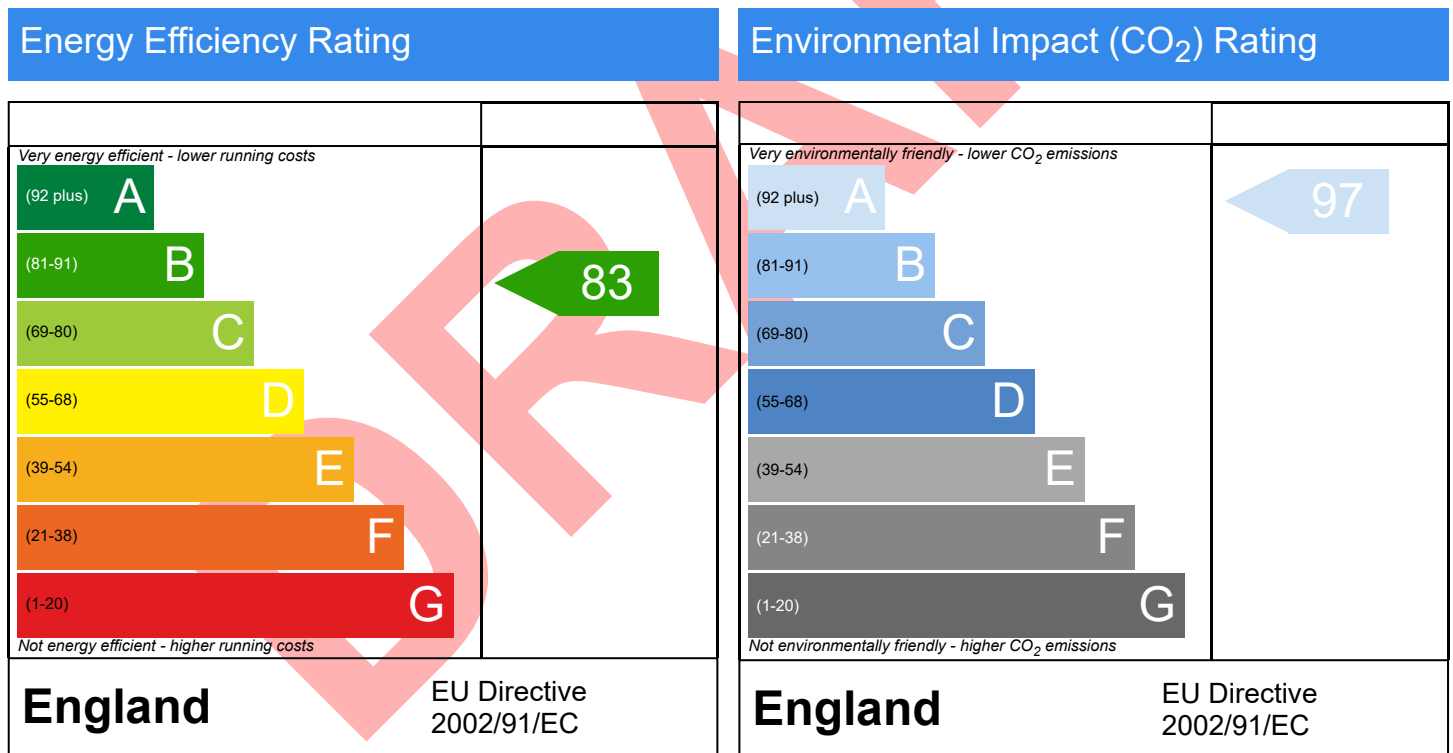 Energy Efficiency Rating
Very energy efficient - lower running costs
(92 plus) A
(81-91) B
83
(69-80) C
(55-68) D
(39-54) E
(21-38) F
(1-20) G
Not energy efficient - higher running costs
England
EU Directive
2002/91/EC
Environmental Impact (CO₂) Rating
Very environmentally friendly - lower CO₂ emissions
(92 plus) A
97
(81-91) B
(69-80) C
(55-68) D
(39-54) E
(21-38) F
(1-20) G
Not environmentally friendly - higher CO₂ emissions
England
EU Directive
2002/91/EC